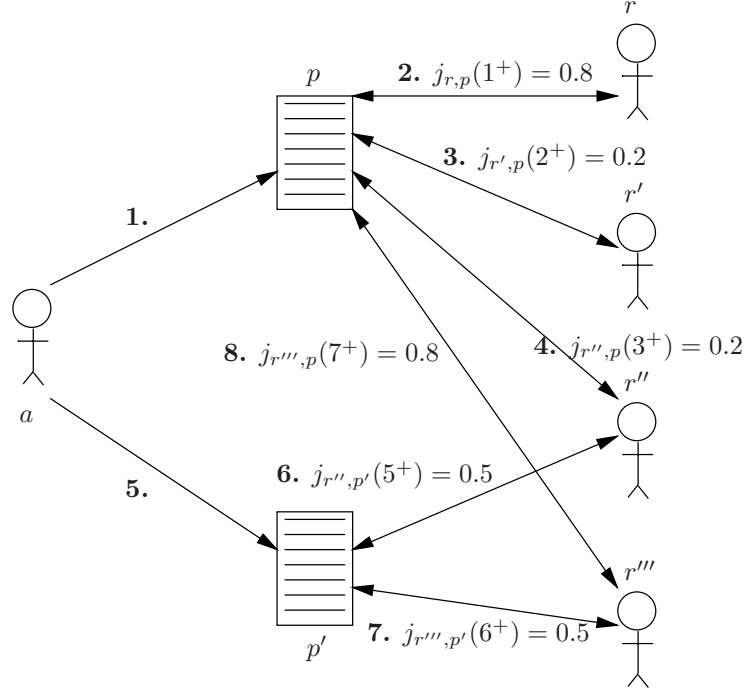 r
p
2. j_{r,p}(1^+) = 0.8
3. j_{r′,p}(2^+) = 0.2
r′
1.
8. j_{r′′′,p}(7^+) = 0.8
4. j_{r′′,p}(3^+) = 0.2
r′′
a
6. j_{r′′,p′}(5^+) = 0.5
5.
r′′′
7. j_{r′′′,p′}(6^+) = 0.5
p′